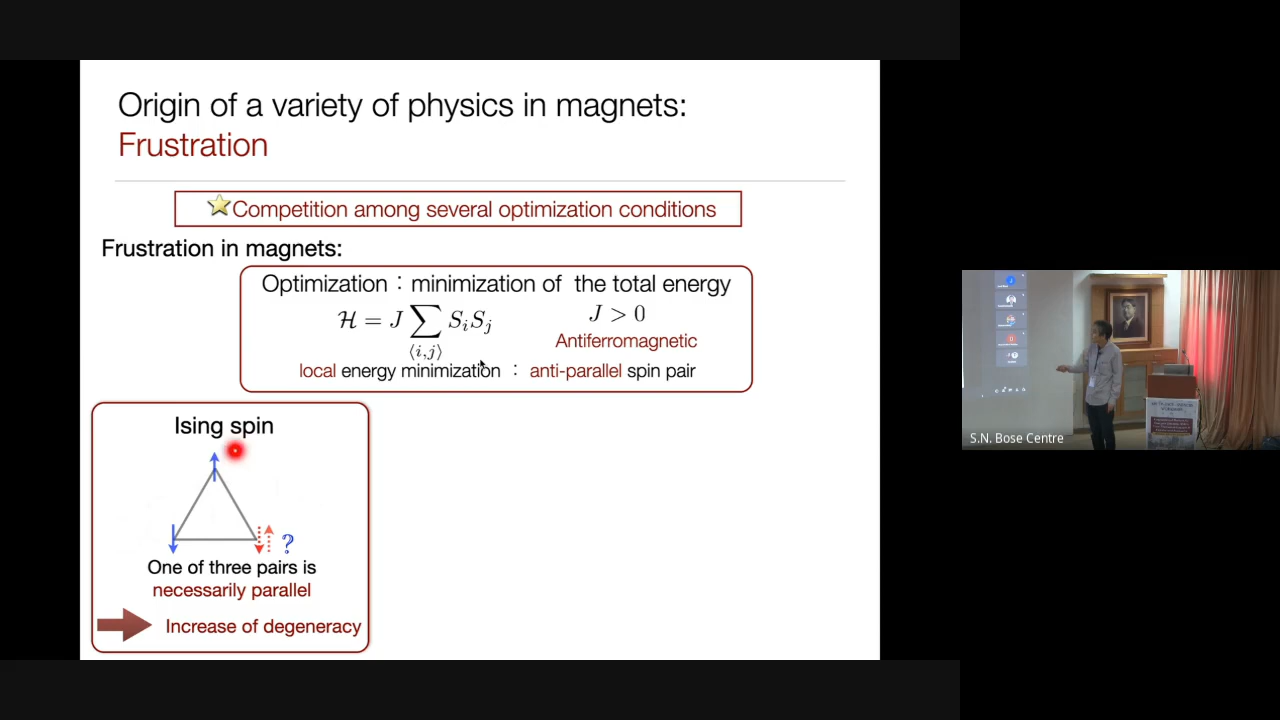 Origin of a variety of physics in magnets:
Frustration
Competition among several optimization conditions
Frustration in magnets:
Optimization : minimization of the total energy
ℋ = J ∑ S_i S_j
⟨i,j⟩
J > 0
Antiferromagnetic
local energy minimization : anti-parallel spin pair
Ising spin
?
One of three pairs is
necessarily parallel
Increase of degeneracy
S.N. Bose Centre